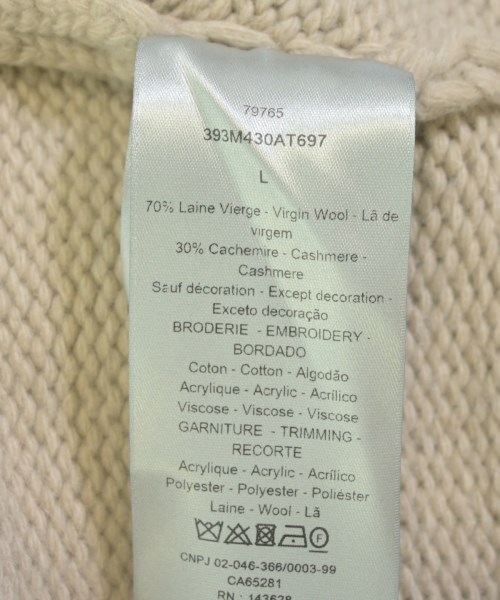 79765
393M430AT697
L
70% Laine Vierge - Virgin Wool - Lã de
virgem
30% Cachemire - Cashmere -
Cashmere
Sauf décoration - Except decoration -
Exceto decoração
BRODERIE - EMBROIDERY -
BORDADO
Coton - Cotton - Algodão
Acrylique - Acrylic - Acrílico
Viscose - Viscose - Viscose
GARNITURE - TRIMMING -
RECORTE
Acrylique - Acrylic - Acrílico
Polyester - Polyester - Poliéster
Laine - Wool - Lã
CNPJ 02-046-366/0003-99
CA65281
RN : 143628